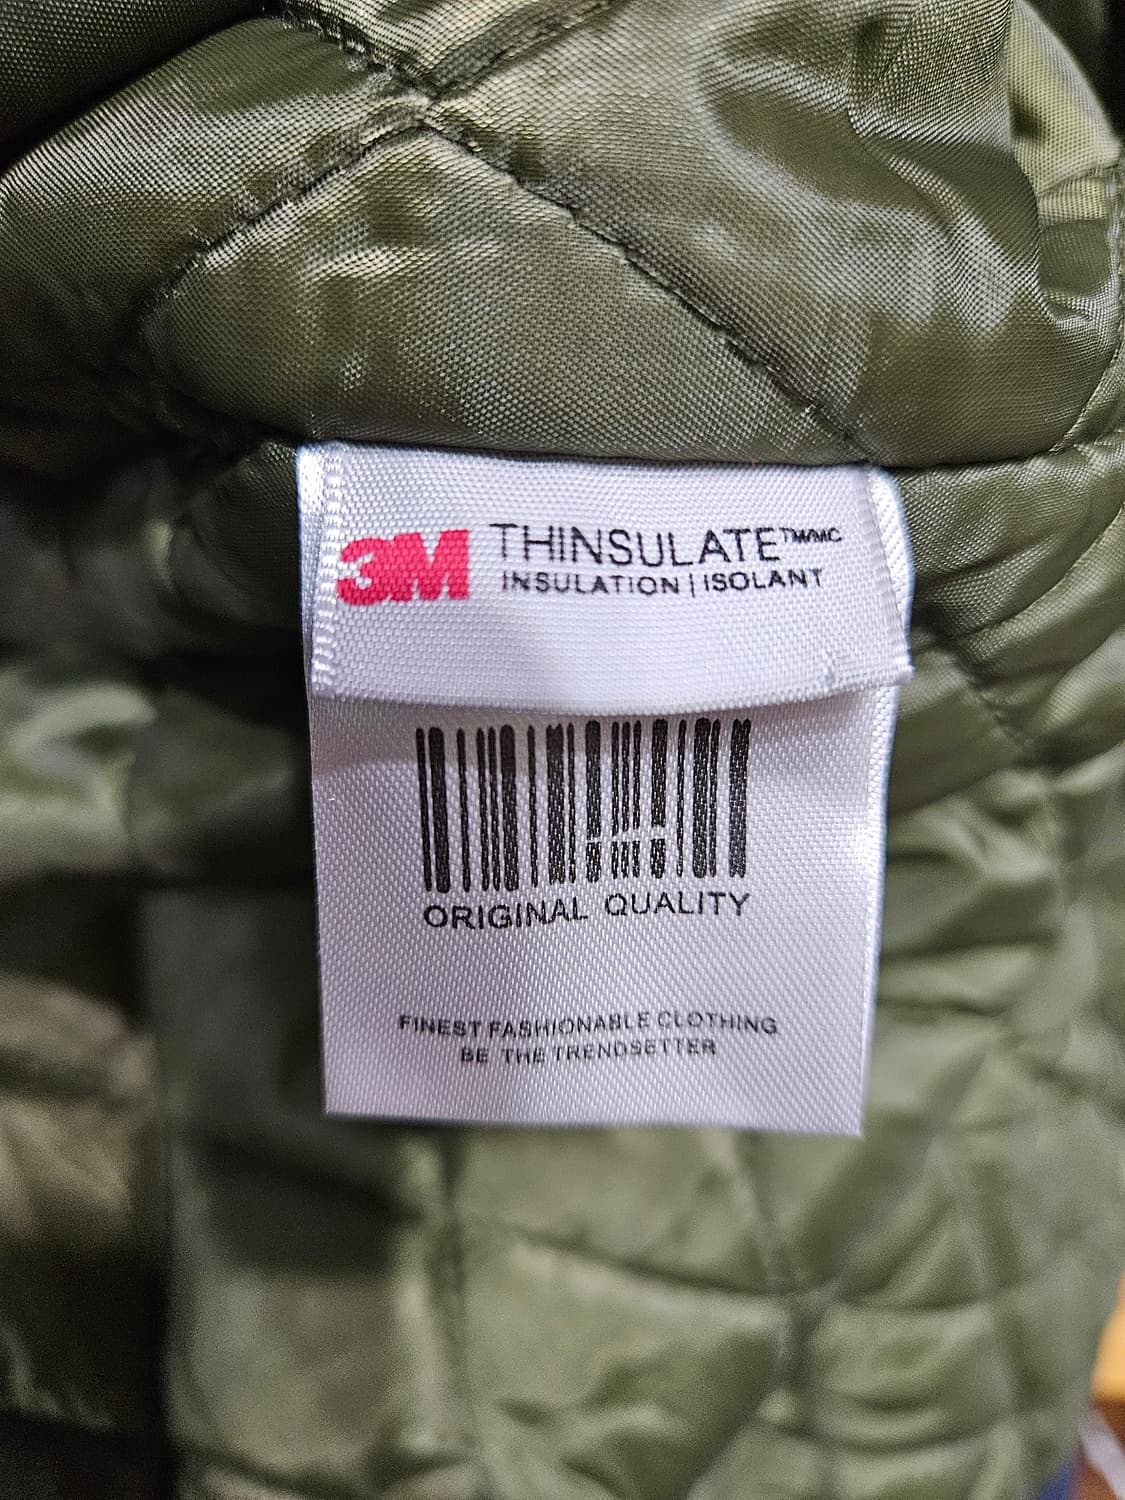 3M THINSULATE™/MC
INSULATION | ISOLANT
ORIGINAL QUALITY
FINEST FASHIONABLE CLOTHING
BE THE TRENDSETTER